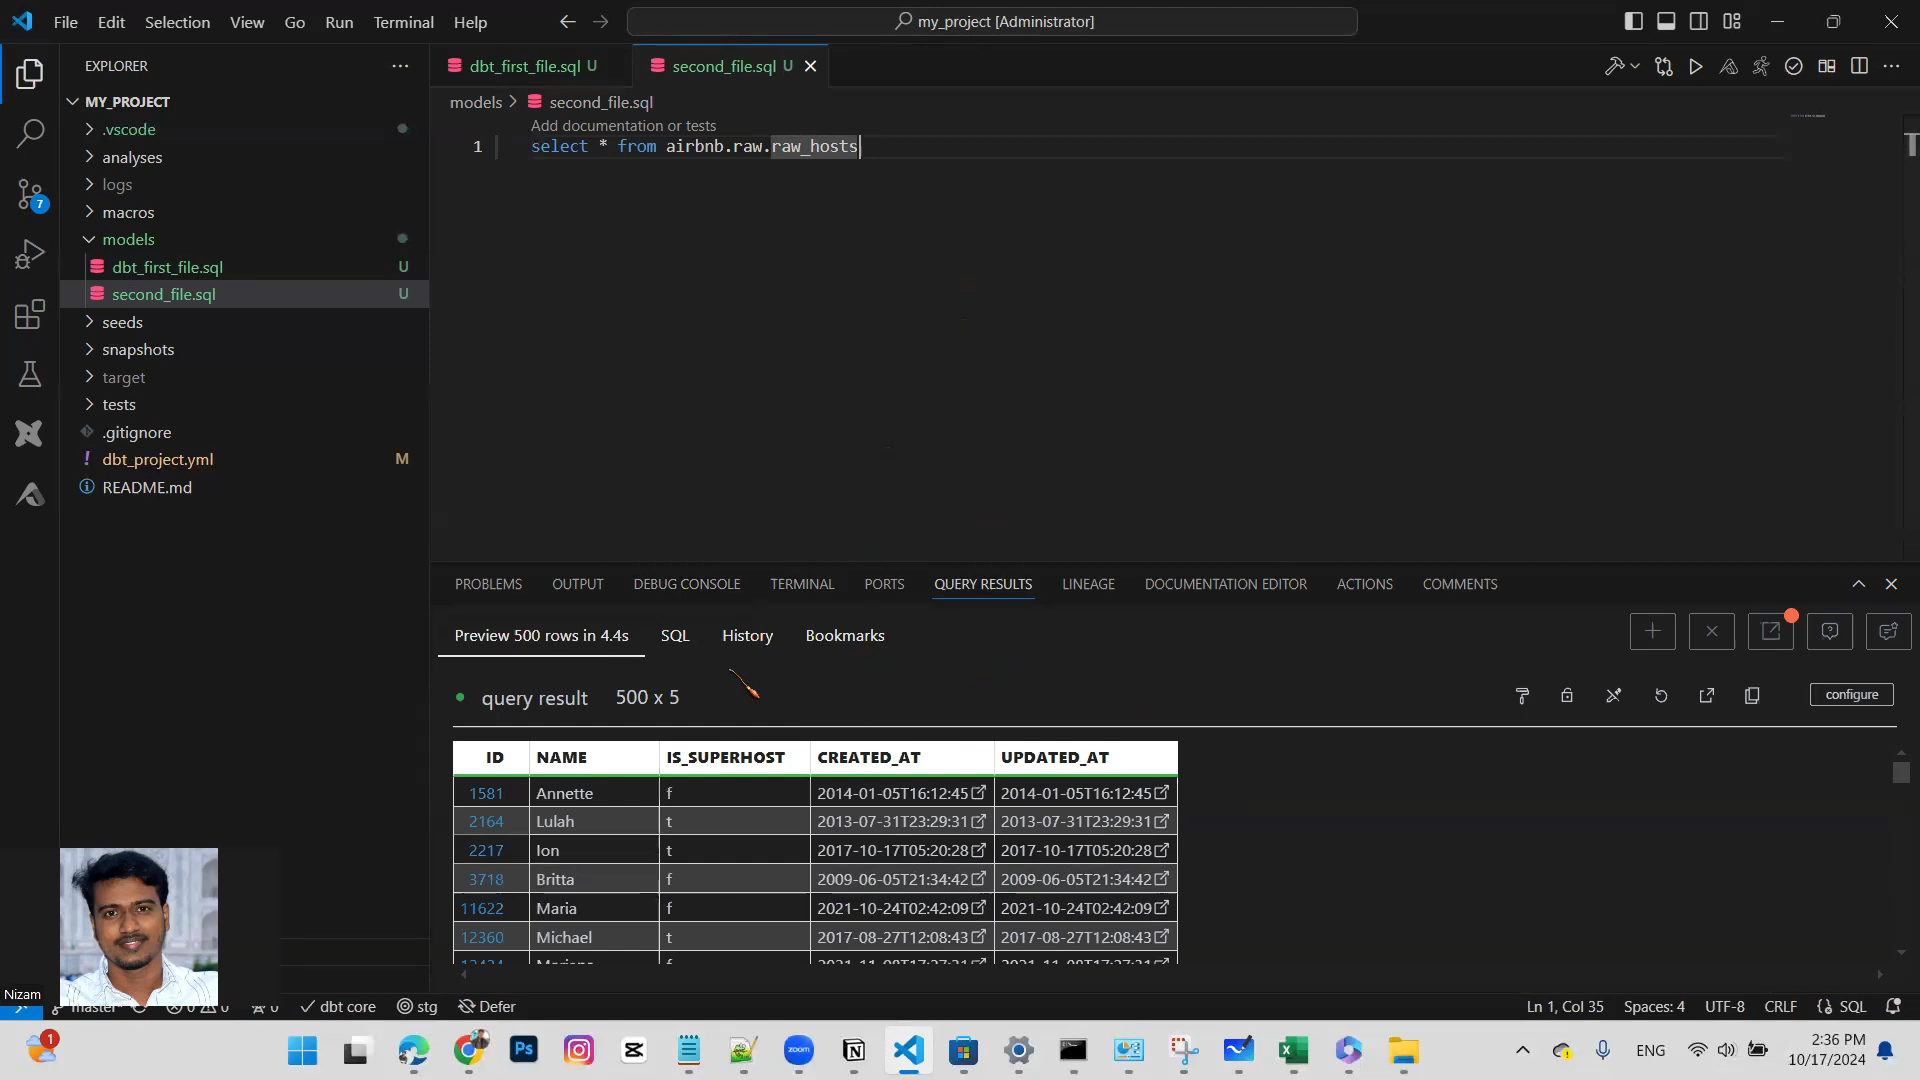 File Edit Selection View Go Run Terminal Help
my_project [Administrator]
EXPLORER
MY_PROJECT
.vscode
analyses
logs
macros
models
dbt_first_file.sql U
second_file.sql U
seeds
snapshots
target
tests
.gitignore
dbt_project.yml M
README.md
7
dbt_first_file.sql U
second_file.sql U
models > second_file.sql
Add documentation or tests
1 select * from airbnb.raw.raw_hosts
PROBLEMS OUTPUT DEBUG CONSOLE TERMINAL PORTS QUERY RESULTS LINEAGE DOCUMENTATION EDITOR ACTIONS COMMENTS
Preview 500 rows in 4.4s SQL History Bookmarks
query result 500 x 5
configure
ID NAME IS_SUPERHOST CREATED_AT UPDATED_AT
1581 Annette f 2014-01-05T16:12:45 2014-01-05T16:12:45
2164 Lulah t 2013-07-31T23:29:31 2013-07-31T23:29:31
2217 Ion t 2017-10-17T05:20:28 2017-10-17T05:20:28
3718 Britta f 2009-06-05T21:34:42 2009-06-05T21:34:42
11622 Maria f 2021-10-24T02:42:09 2021-10-24T02:42:09
12360 Michael t 2017-08-27T12:08:43 2017-08-27T12:08:43
Nizam
master dbt core stg Defer
Ln 1, Col 35 Spaces: 4 UTF-8 CRLF SQL
1
Ps
zoom
ENG
2:36 PM
10/17/2024